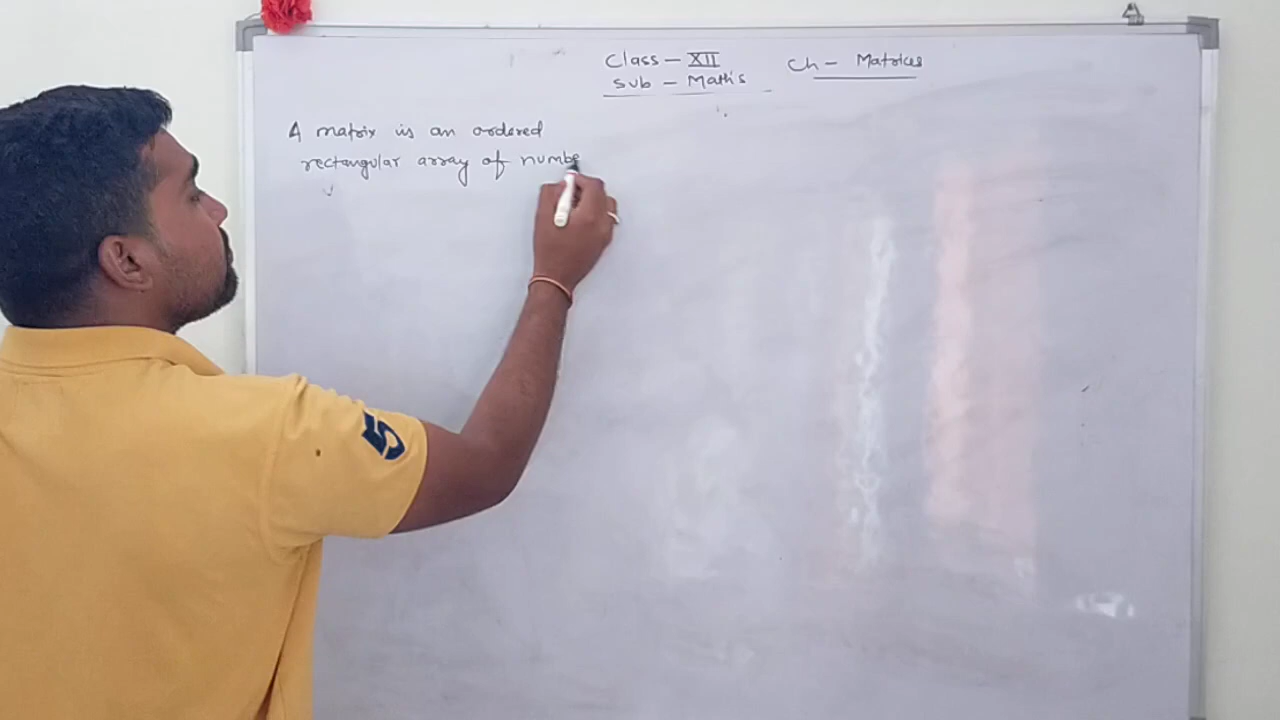 Class - XII Ch - Matrices
Sub - Maths
A matrix is an ordered
rectangular array of numbe
5